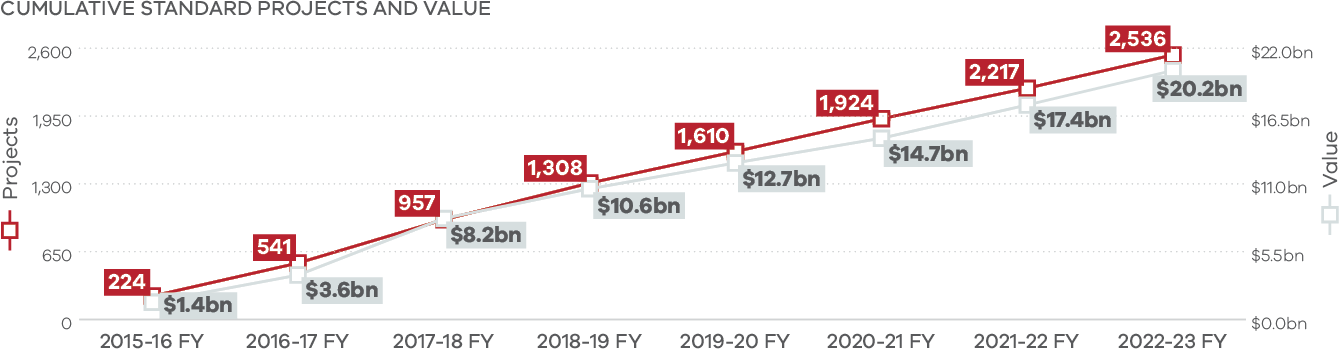 CUMULATIVE STANDARD PROJECTS AND VALUE
2,600
1,950
1,300
650
0
Projects
224
541
957
1,308
1,610
1,924
2,217
2,536
$1.4bn
$3.6bn
$8.2bn
$10.6bn
$12.7bn
$14.7bn
$17.4bn
$20.2bn
$22.0bn
$16.5bn
$11.0bn
$5.5bn
$0.0bn
Value
2015-16 FY
2016-17 FY
2017-18 FY
2018-19 FY
2019-20 FY
2020-21 FY
2021-22 FY
2022-23 FY